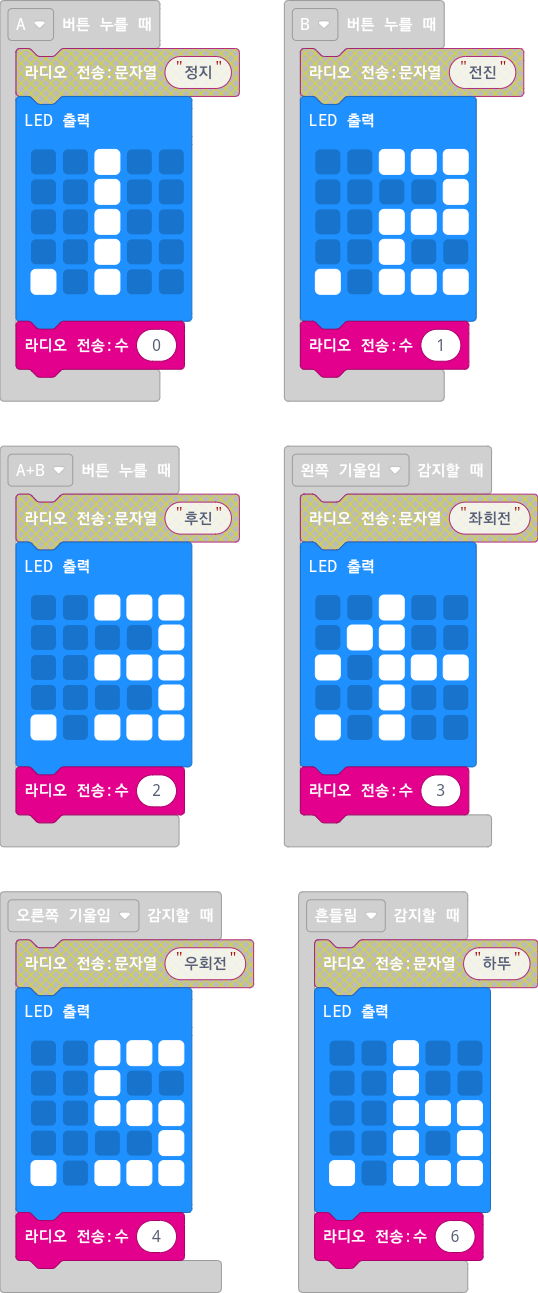 A 버튼 누를 때
라디오 전송:문자열 "정지"
LED 출력
라디오 전송:수 0
B 버튼 누를 때
라디오 전송:문자열 "전진"
LED 출력
라디오 전송:수 1
A+B 버튼 누를 때
라디오 전송:문자열 "후진"
LED 출력
라디오 전송:수 2
왼쪽 기울임 감지할 때
라디오 전송:문자열 "좌회전"
LED 출력
라디오 전송:수 3
오른쪽 기울임 감지할 때
라디오 전송:문자열 "우회전"
LED 출력
라디오 전송:수 4
흔들림 감지할 때
라디오 전송:문자열 "하뚜"
LED 출력
라디오 전송:수 6